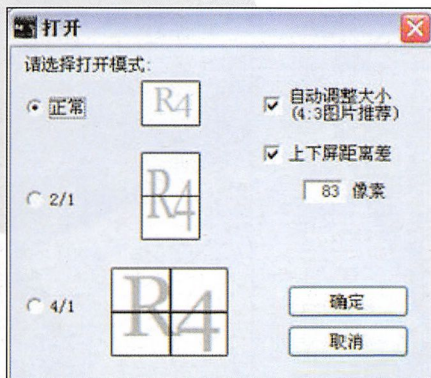 打开
请选择打开模式:
正常
R4
自动调整大小
(4:3图片推荐)
上下屏距离差
83 像素
2/1
R4
4/1
R4
确定
取消